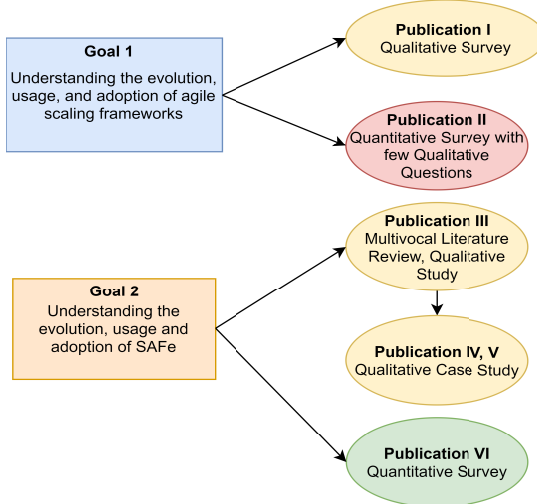 Goal 1
Understanding the evolution,
usage, and adoption of agile
scaling frameworks
Publication I
Qualitative Survey
Publication II
Quantitative Survey with
few Qualitative
Questions
Goal 2
Understanding the
evolution, usage and
adoption of SAFe
Publication III
Multivocal Literature
Review, Qualitative
Study
Publication IV, V
Qualitative Case Study
Publication VI
Quantitative Survey